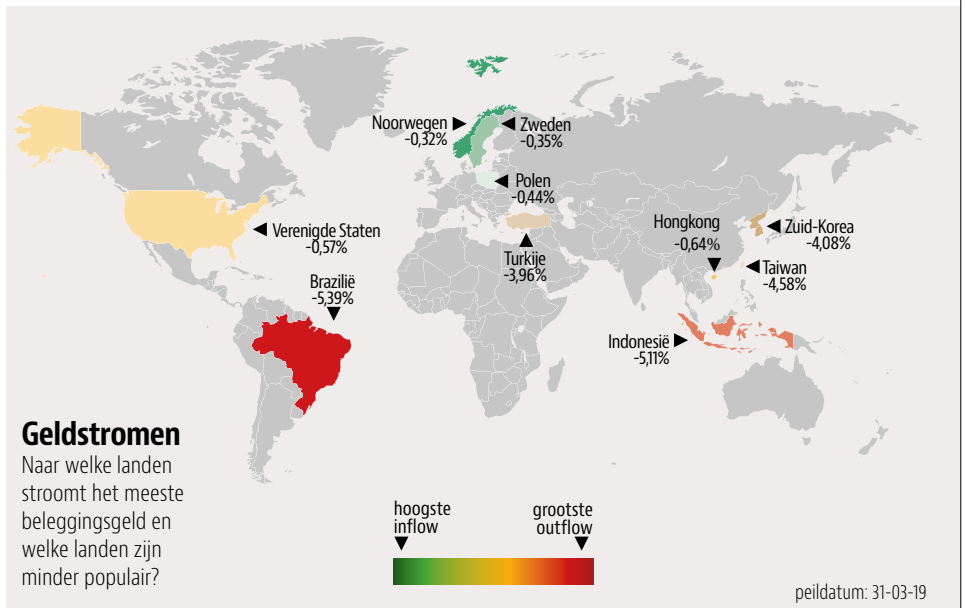 Noorwegen
-0,32%
Zweden
-0,35%
Polen
-0,44%
Verenigde Staten
-0,57%
Hongkong
-0,64%
Zuid-Korea
-4,08%
Turkije
-3,96%
Taiwan
-4,58%
Brazilië
-5,39%
Indonesië
-5,11%
Geldstromen
Naar welke landen
stroomt het meeste
beleggingsgeld en
welke landen zijn
minder populair?
hoogste
inflow
grootste
outflow
peildatum: 31-03-19